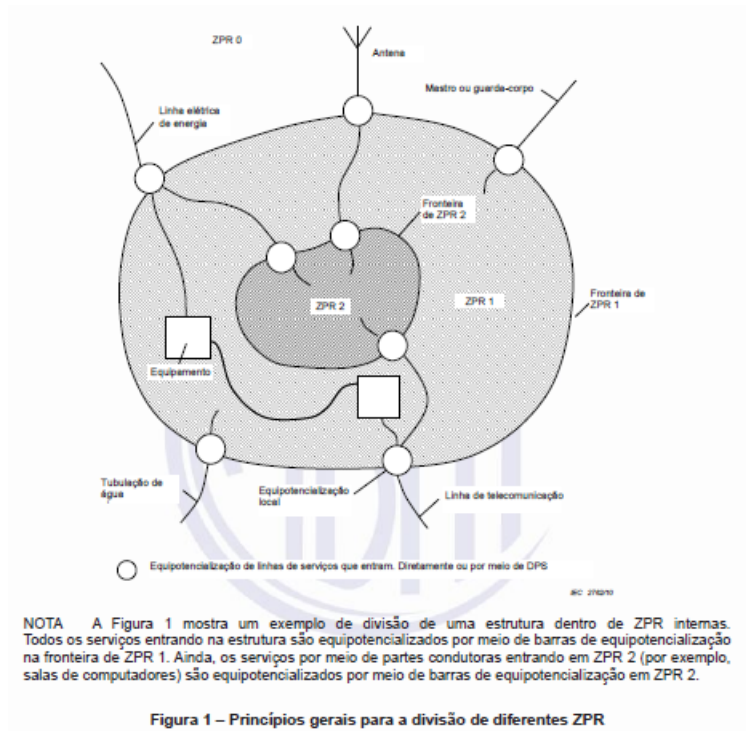 ZPR 0
Antena
Mastro ou guarda-corpo
Linha elétrica
de energia
Fronteira
de ZPR 2
ZPR 2
ZPR 1
Fronteira de
ZPR 1
Equipamento
Tubulação de
água
Equipotencialização
local
Linha de telecomunicação
Equipotencialização de linhas de serviços que entram. Diretamente ou por meio de DPS
IEC 2762/10
NOTA A Figura 1 mostra um exemplo de divisão de uma estrutura dentro de ZPR internas.
Todos os serviços entrando na estrutura são equipotencializados por meio de barras de equipotencialização
na fronteira de ZPR 1. Ainda, os serviços por meio de partes condutoras entrando em ZPR 2 (por exemplo,
salas de computadores) são equipotencializados por meio de barras de equipotencialização em ZPR 2.
Figura 1 – Princípios gerais para a divisão de diferentes ZPR